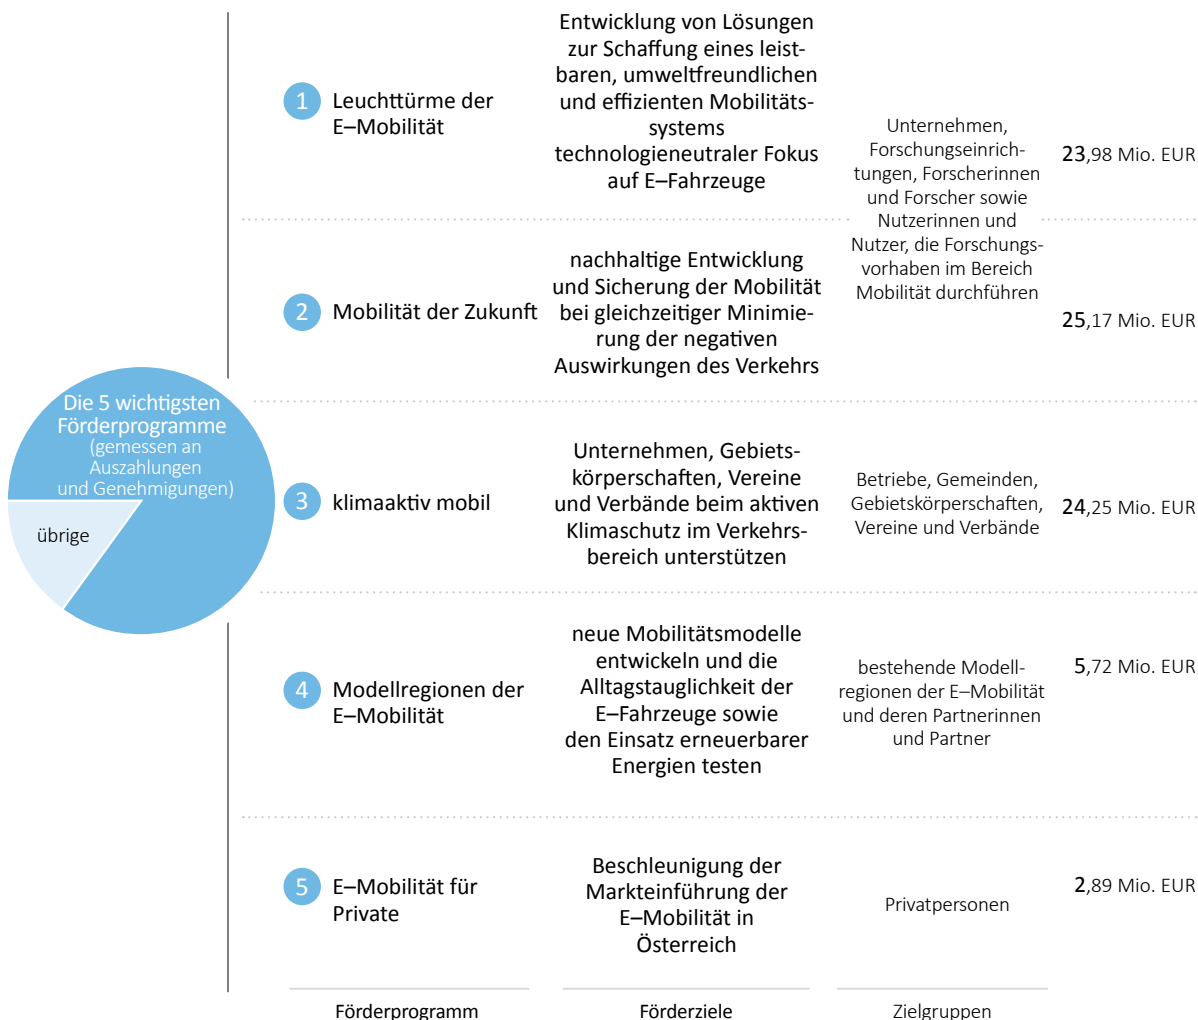 Die 5 wichtigsten
Förderprogramme
(gemessen an
Auszahlungen
und Genehmigungen)
übrige
1
Leuchttürme der
E–Mobilität
Entwicklung von Lösungen
zur Schaffung eines leist-
baren, umweltfreundlichen
und effizienten Mobilitäts-
systems
technologieneutraler Fokus
auf E–Fahrzeuge
Unternehmen,
Forschungseinrich-
tungen, Forscherinnen
und Forscher sowie
Nutzerinnen und
Nutzer, die Forschungs-
vorhaben im Bereich
Mobilität durchführen
23,98 Mio. EUR
2
Mobilität der Zukunft
nachhaltige Entwicklung
und Sicherung der Mobilität
bei gleichzeitiger Minimie-
rung der negativen
Auswirkungen des Verkehrs
25,17 Mio. EUR
3
klimaaktiv mobil
Unternehmen, Gebiets-
körperschaften, Vereine
und Verbände beim aktiven
Klimaschutz im Verkehrs-
bereich unterstützen
Betriebe, Gemeinden,
Gebietskörperschaften,
Vereine und Verbände
24,25 Mio. EUR
4
Modellregionen der
E–Mobilität
neue Mobilitätsmodelle
entwickeln und die
Alltagstauglichkeit der
E–Fahrzeuge sowie
den Einsatz erneuerbarer
Energien testen
bestehende Modell-
regionen der E–Mobilität
und deren Partnerinnen
und Partner
5,72 Mio. EUR
5
E–Mobilität für
Private
Beschleunigung der
Markteinführung der
E–Mobilität in
Österreich
Privatpersonen
2,89 Mio. EUR
Förderprogramm
Förderziele
Zielgruppen